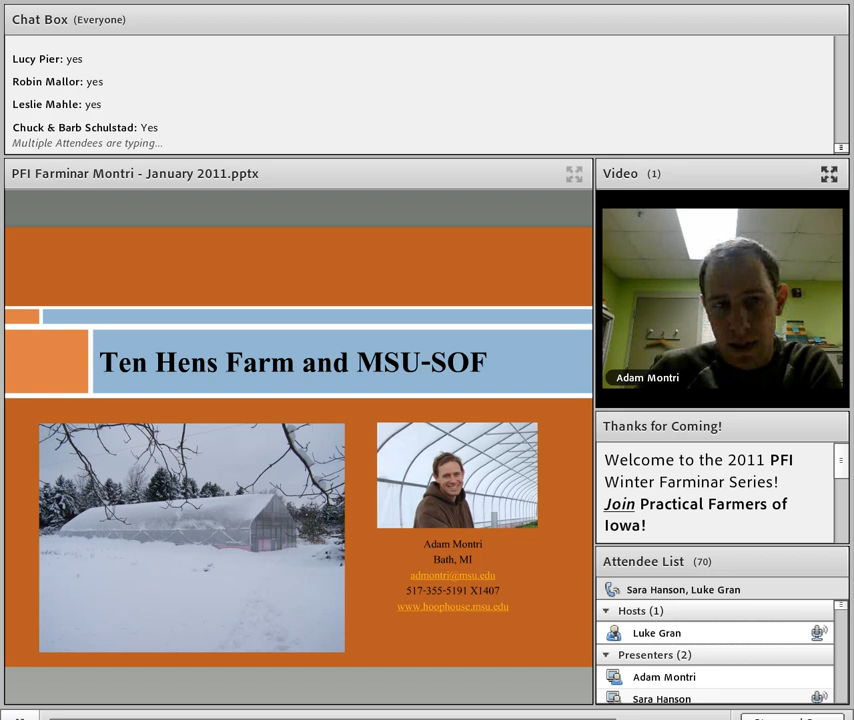 Chat Box (Everyone)
Lucy Pier: yes
Robin Mallor: yes
Leslie Mahle: yes
Chuck & Barb Schulstad: Yes
Multiple Attendees are typing...
PFI Farminar Montri - January 2011.pptx
Ten Hens Farm and MSU-SOF
Adam Montri
Bath, MI
admontri@msu.edu
517-355-5191 X1407
www.hoophouse.msu.edu
Video (1)
Adam Montri
Thanks for Coming!
Welcome to the 2011 PFI
Winter Farminar Series!
Join Practical Farmers of
Iowa!
Attendee List (70)
Sara Hanson, Luke Gran
Hosts (1)
Luke Gran
Presenters (2)
Adam Montri
Sara Hanson